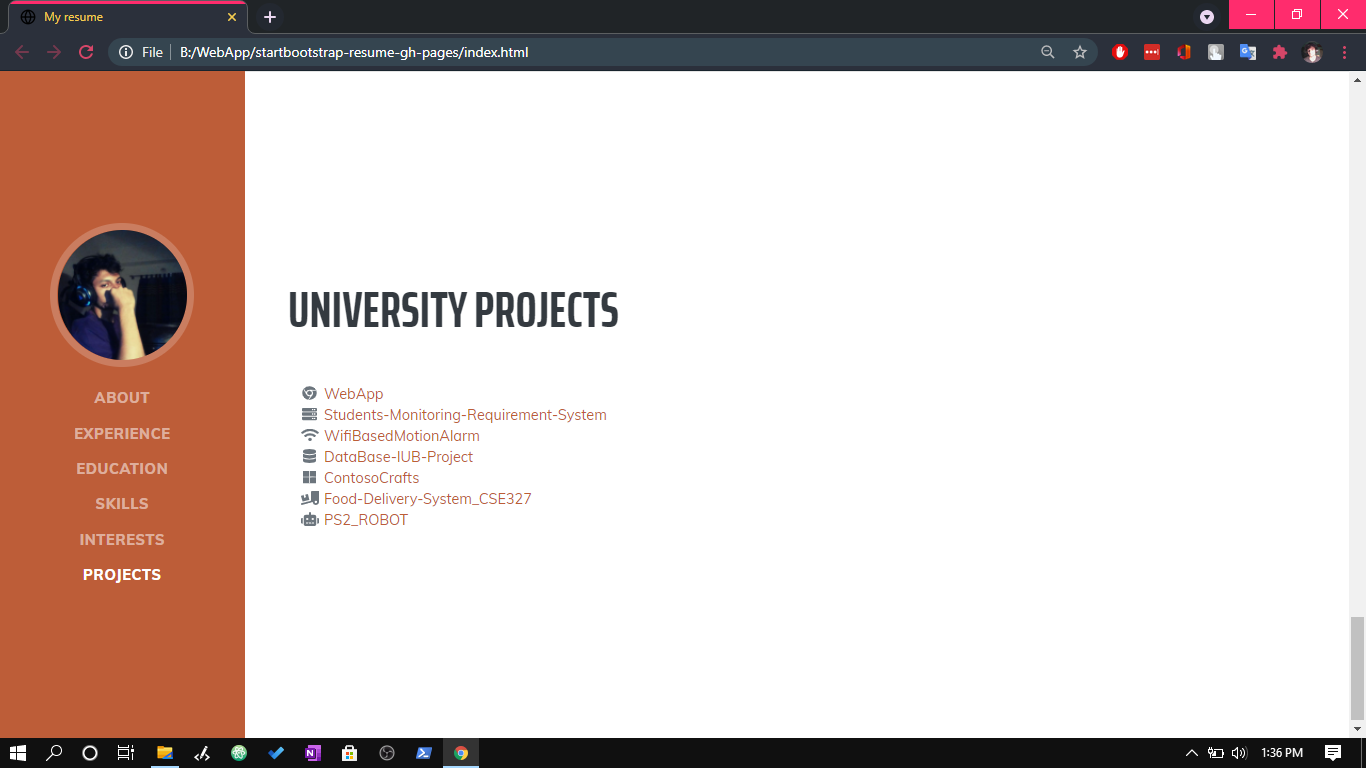 My resume
File
B:/WebApp/startbootstrap-resume-gh-pages/index.html
ABOUT
EXPERIENCE
EDUCATION
SKILLS
INTERESTS
PROJECTS
UNIVERSITY PROJECTS
WebApp
Students-Monitoring-Requirement-System
WifiBasedMotionAlarm
DataBase-IUB-Project
ContosoCrafts
Food-Delivery-System_CSE327
PS2_ROBOT
1:36 PM